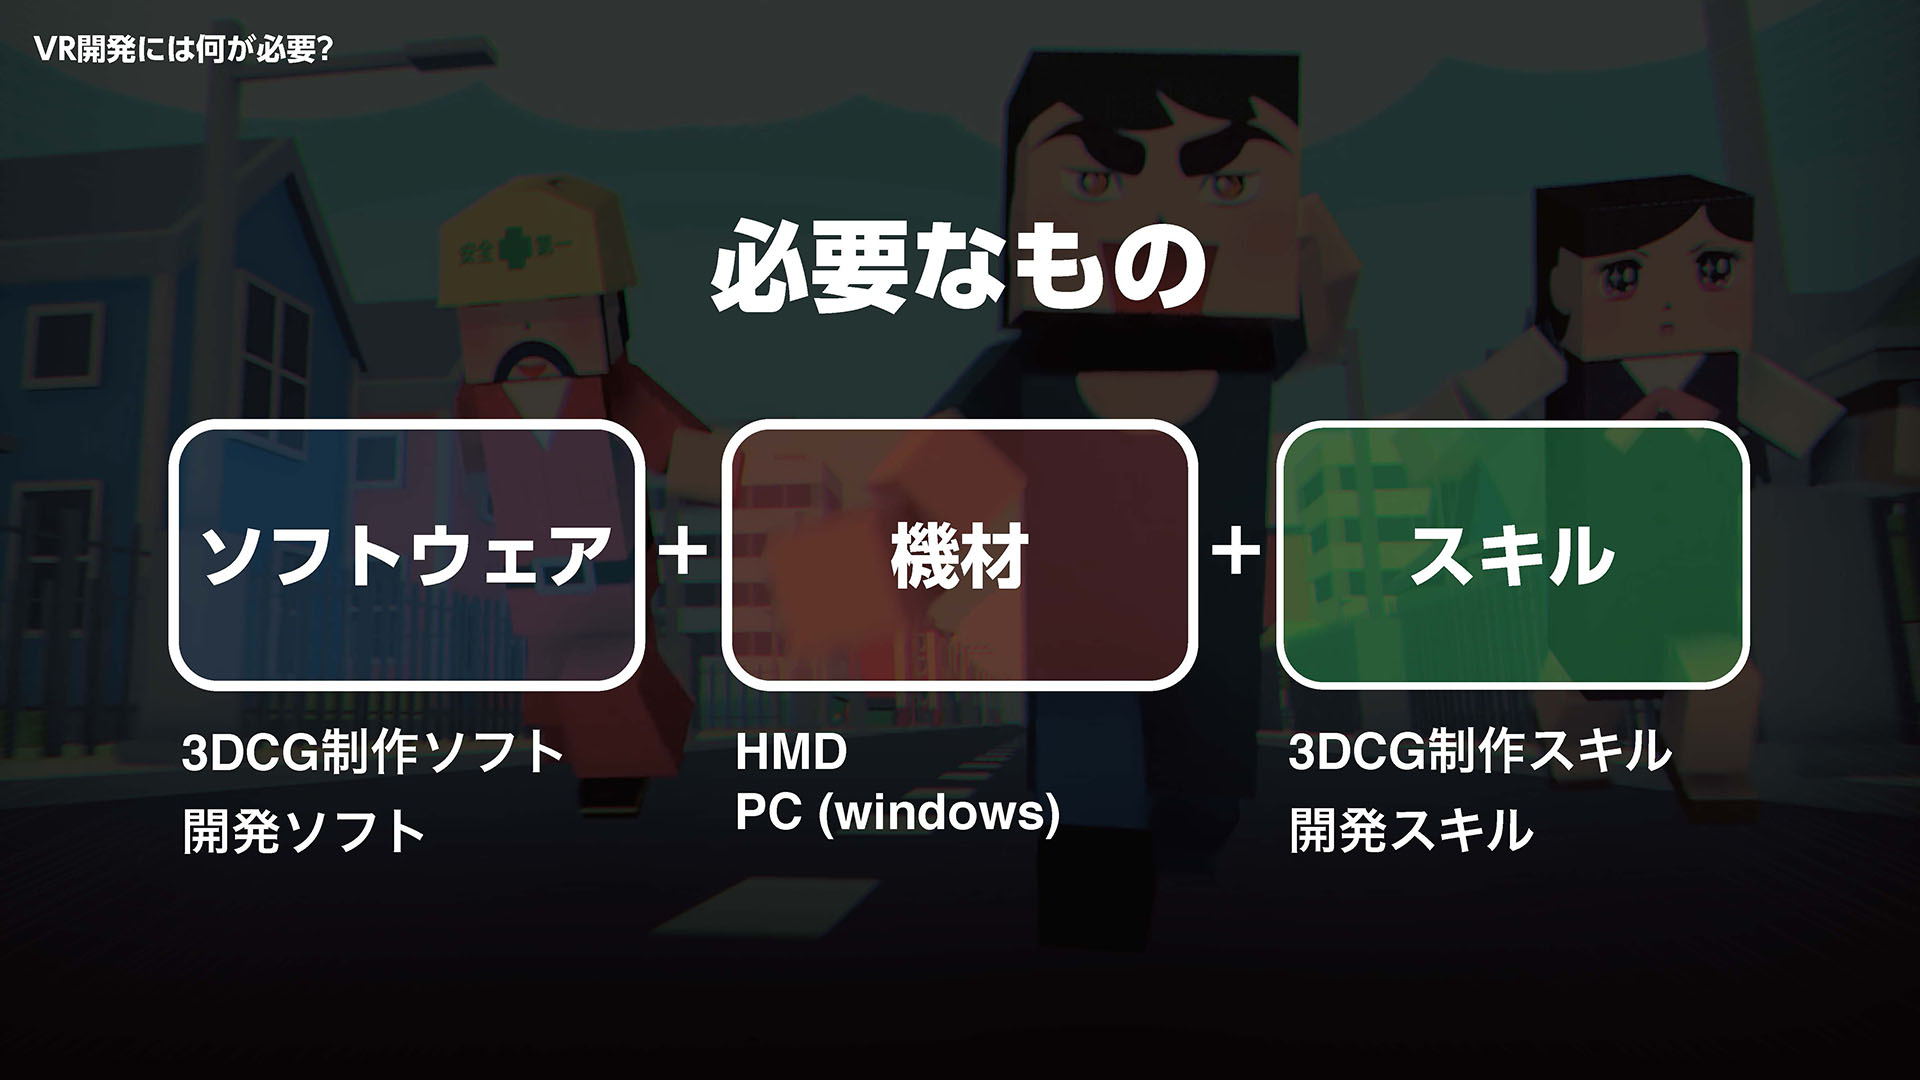 VR開発には何が必要?
安全 第一
必要なもの
ソフトウェア + 機材 + スキル
3DCG制作ソフト
開発ソフト
HMD
PC (windows)
3DCG制作スキル
開発スキル